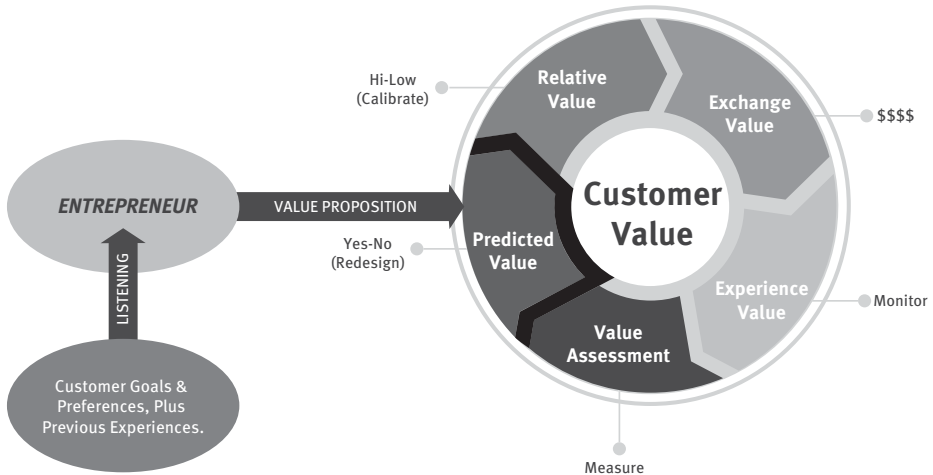 Hi-Low
(Calibrate)
Relative
Value
Exchange
Value
$$$$
ENTREPRENEUR
VALUE PROPOSITION
Customer
Value
Yes-No
(Redesign)
Predicted
Value
LISTENING
Experience
Value
Monitor
Value
Assessment
Customer Goals &
Preferences, Plus
Previous Experiences.
Measure